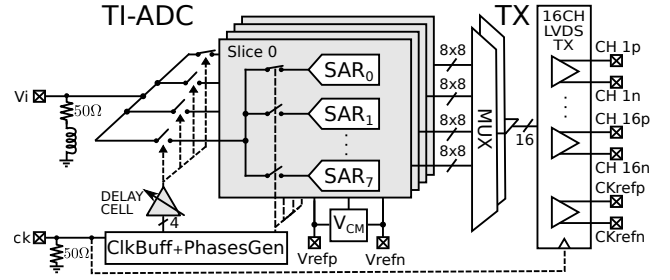 TI-ADC
TX
Slice 0
SAR0
SAR1
SAR7
8x8
8x8
8x8
8x8
MUX
16
16CH
LVDS
TX
CH 1p
CH 1n
CH 16p
CH 16n
CKrefp
CKrefn
Vi
50Ω
DELAY
CELL
4
ck
50Ω
ClkBuff+PhasesGen
VCM
Vrefp
Vrefn